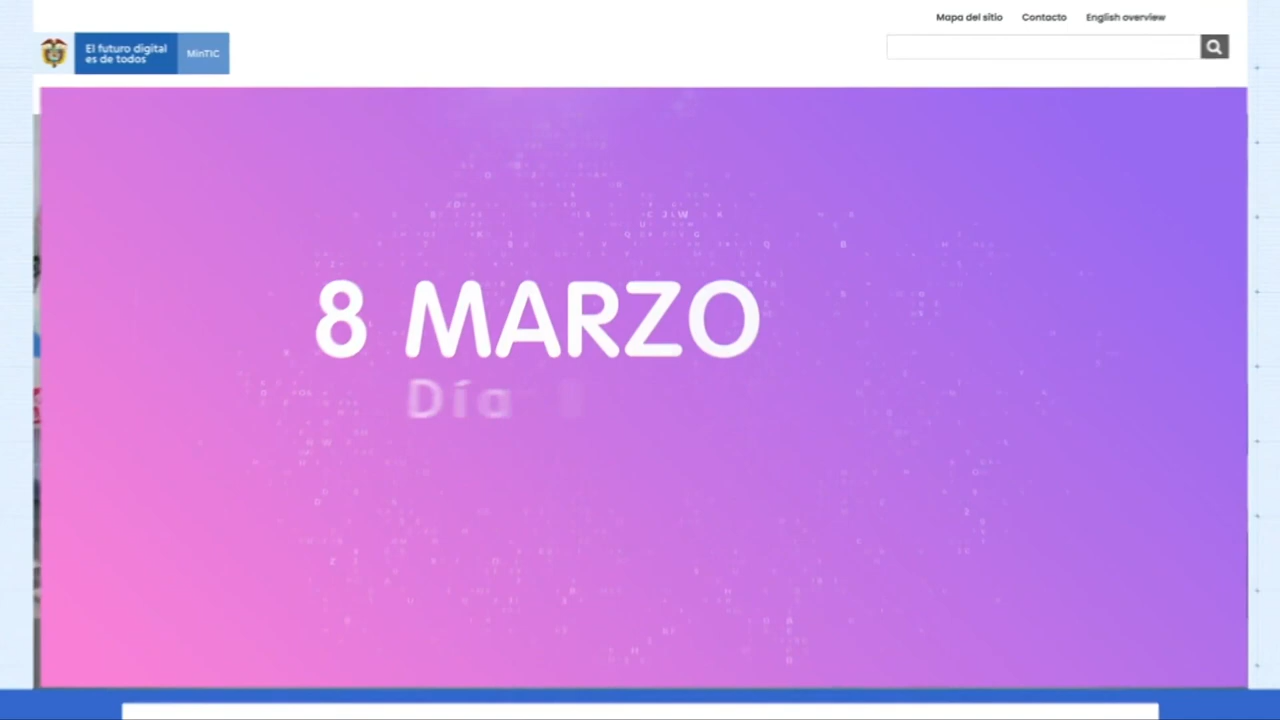 Mapa del sitio Contacto English overview
El futuro digital
es de todos
MinTIC
8 MARZO
Día